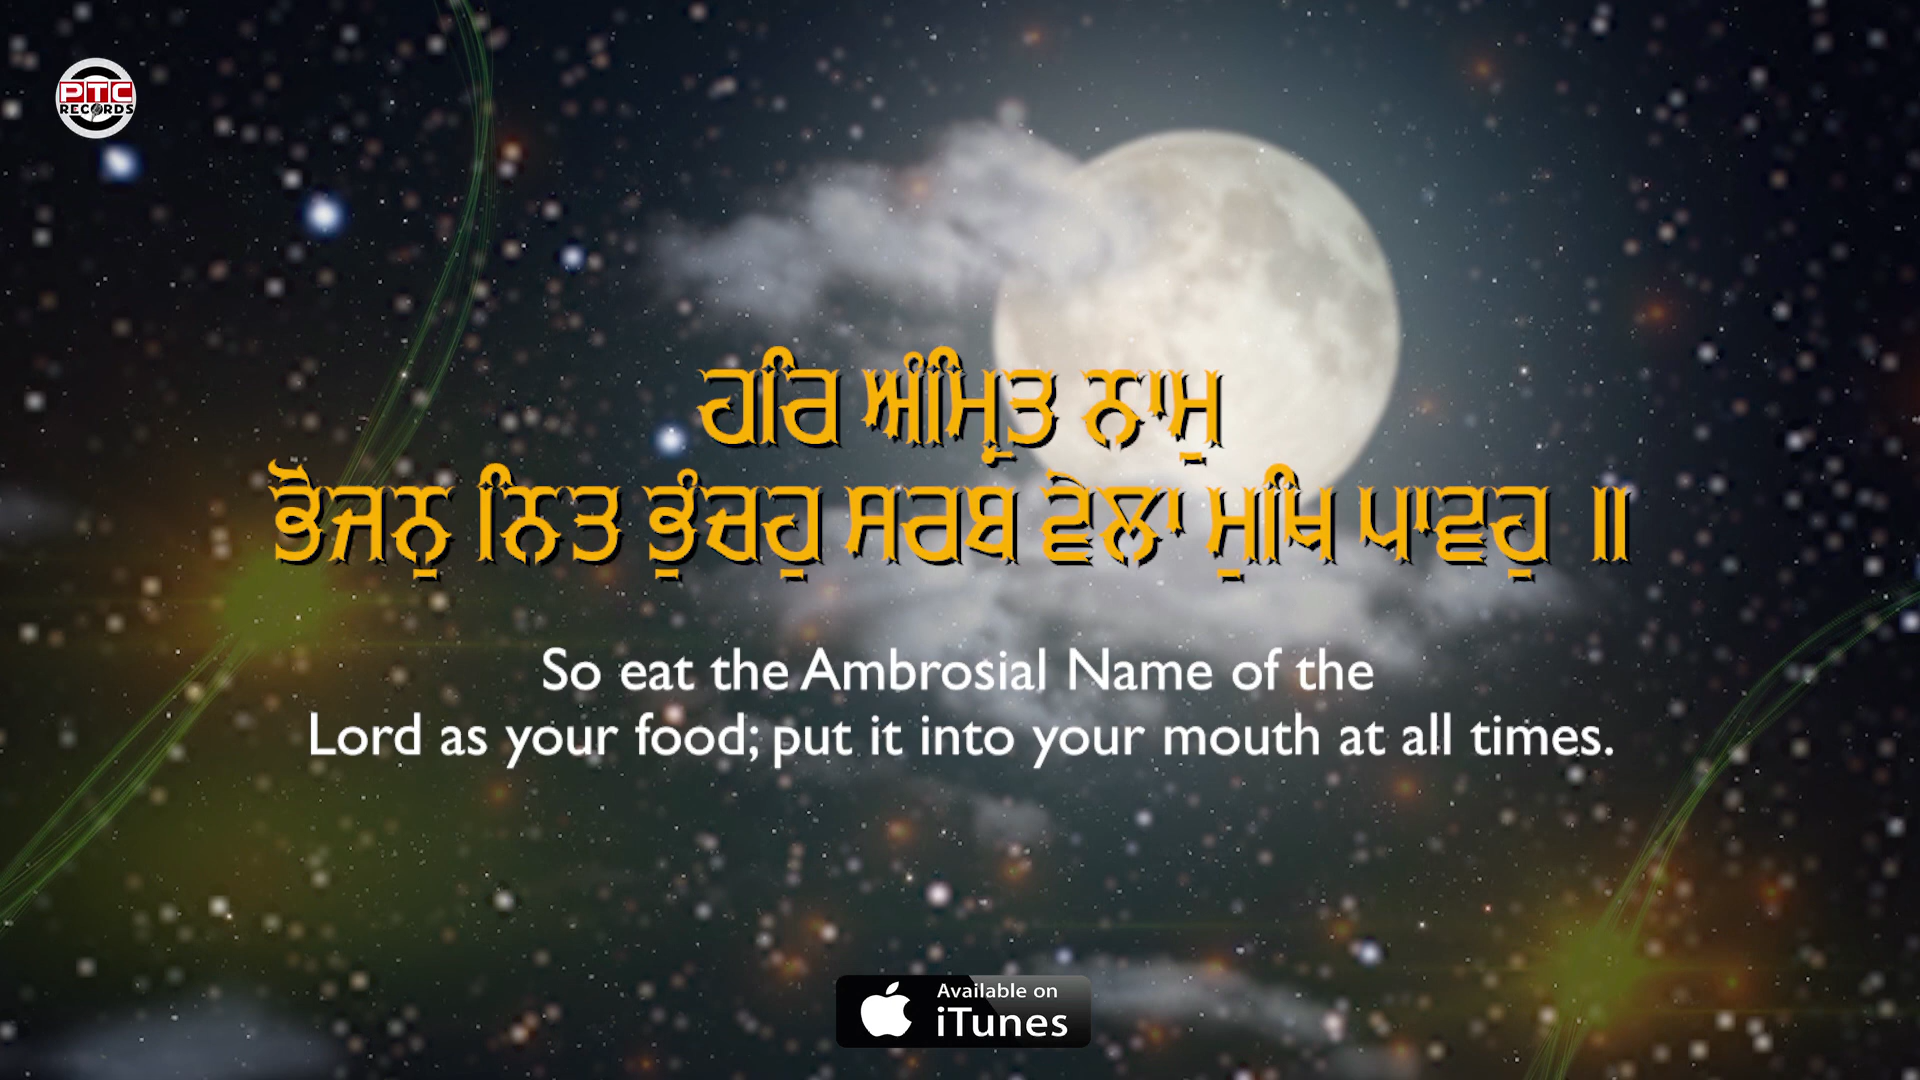 PTC
RECORDS
ਹਰਿ ਅੰਮ੍ਰਿਤ ਨਾਮੁ
ਭੋਜਨੁ ਨਿਤ ਭੁੰਚਹੁ ਸਰਬ ਵੇਲਾ ਮੁਖਿ ਪਾਵਹੁ ॥
So eat the Ambrosial Name of the
Lord as your food; put it into your mouth at all times.
Available on
iTunes